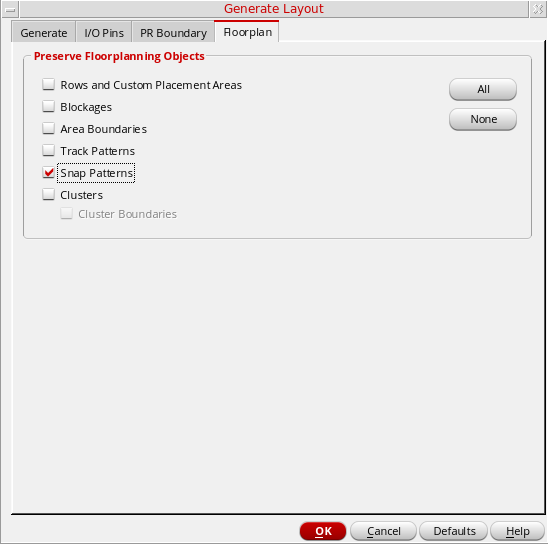 Generate Layout
Generate I/O Pins PR Boundary Floorplan
Preserve Floorplanning Objects
Rows and Custom Placement Areas
All
Blockages
None
Area Boundaries
Track Patterns
Snap Patterns
Clusters
Cluster Boundaries
OK Cancel Defaults Help